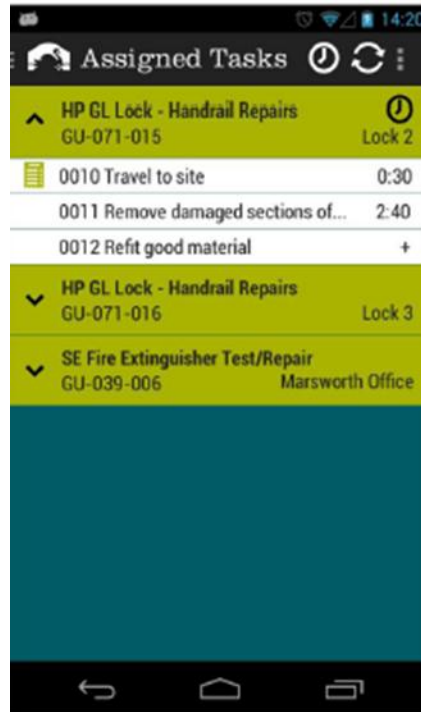 14:20
Assigned Tasks
HP GL Lock - Handrail Repairs
GU-071-015 Lock 2
0010 Travel to site 0:30
0011 Remove damaged sections of... 2:40
0012 Refit good material +
HP GL Lock - Handrail Repairs
GU-071-016 Lock 3
SE Fire Extinguisher Test/Repair
GU-039-006 Marsworth Office